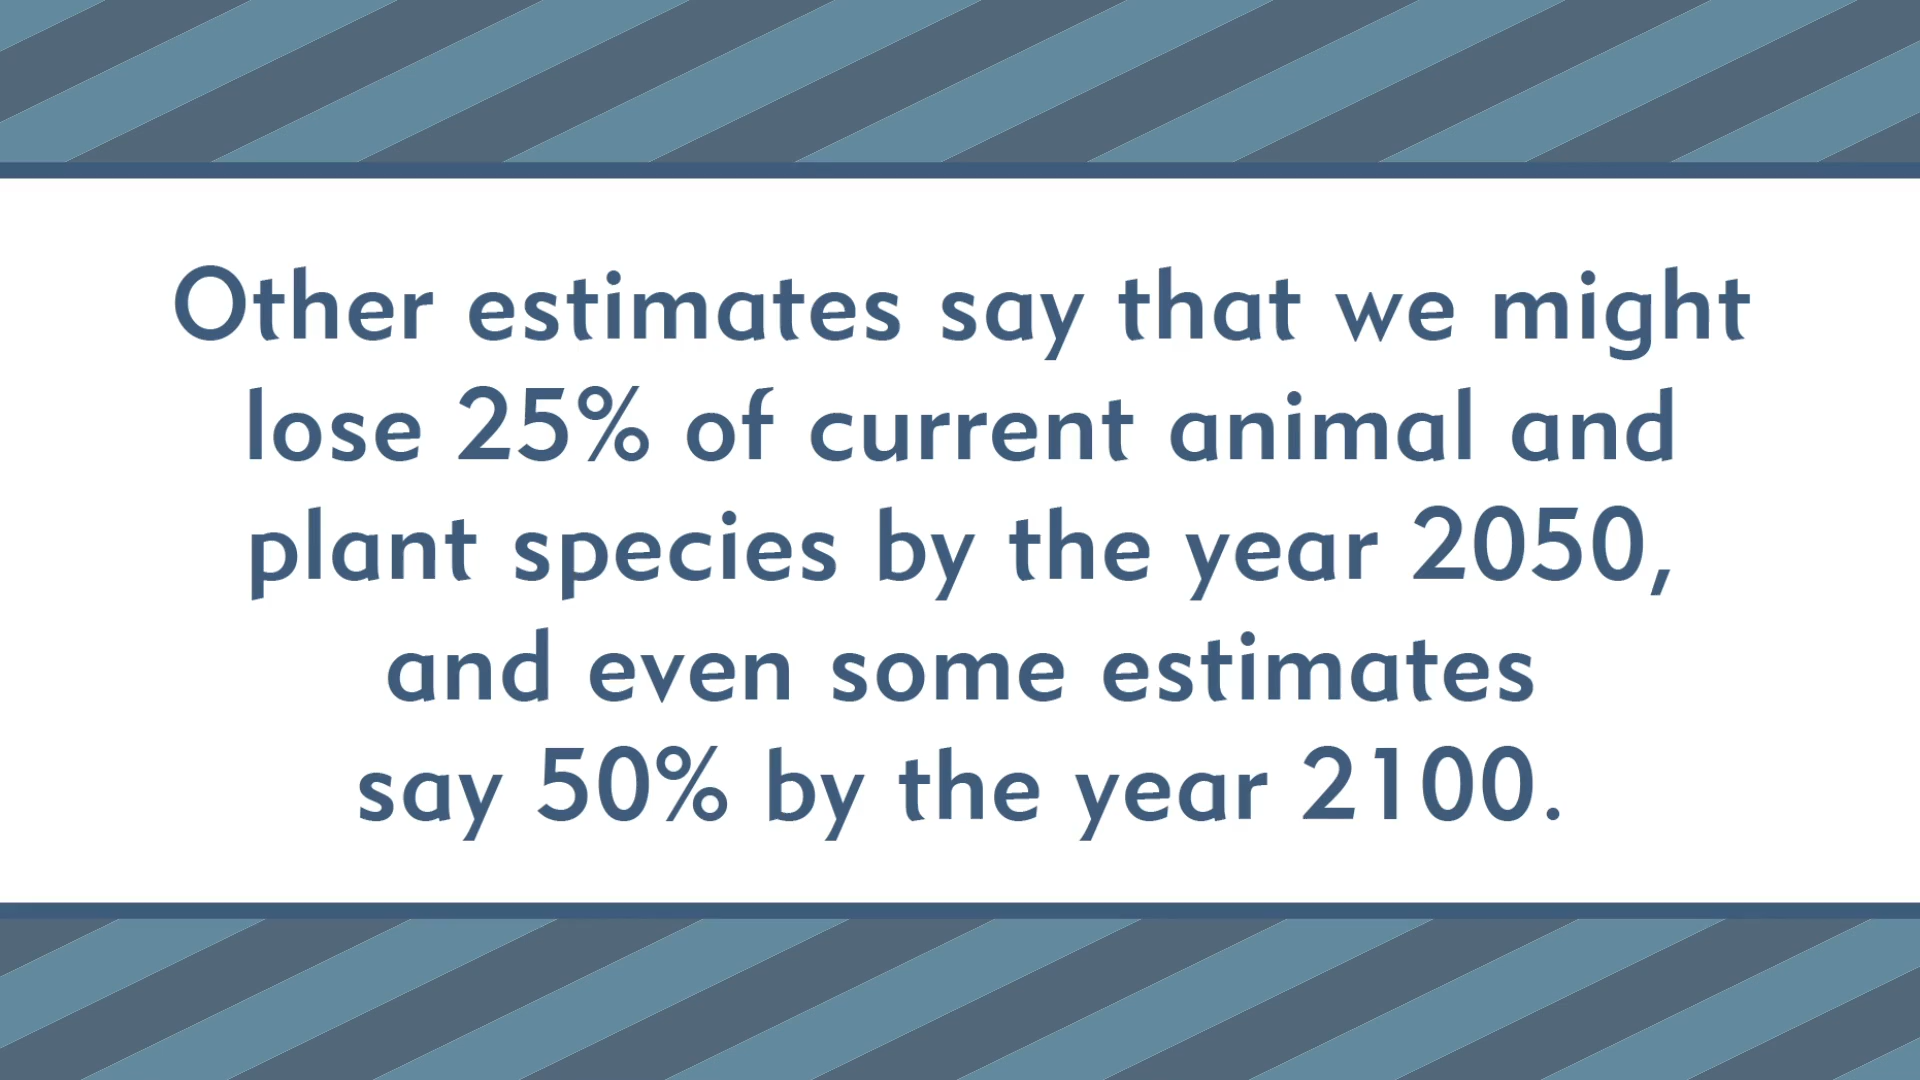 Other estimates say that we might
lose 25% of current animal and
plant species by the year 2050,
and even some estimates
say 50% by the year 2100.